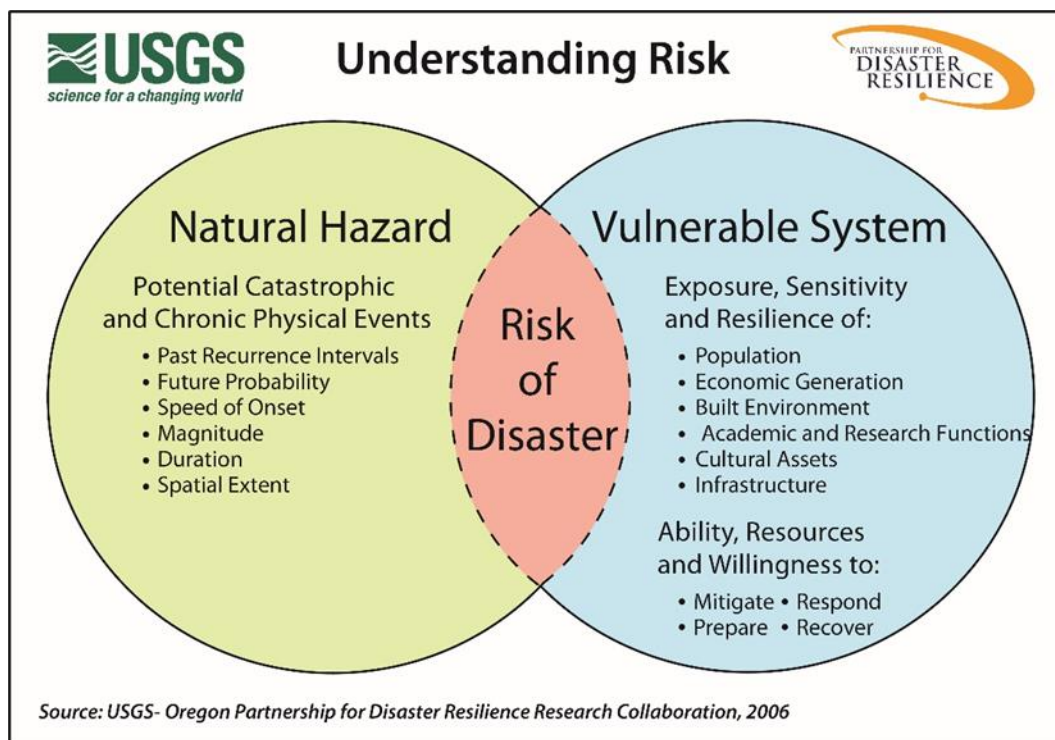 USGS
science for a changing world
Understanding Risk
PARTNERSHIP FOR
DISASTER
RESILIENCE
Natural Hazard
Potential Catastrophic
and Chronic Physical Events
• Past Recurrence Intervals
• Future Probability
• Speed of Onset
• Magnitude
• Duration
• Spatial Extent
Risk
of
Disaster
Vulnerable System
Exposure, Sensitivity
and Resilience of:
• Population
• Economic Generation
• Built Environment
• Academic and Research Functions
• Cultural Assets
• Infrastructure
Ability, Resources
and Willingness to:
• Mitigate • Respond
• Prepare • Recover
Source: USGS- Oregon Partnership for Disaster Resilience Research Collaboration, 2006